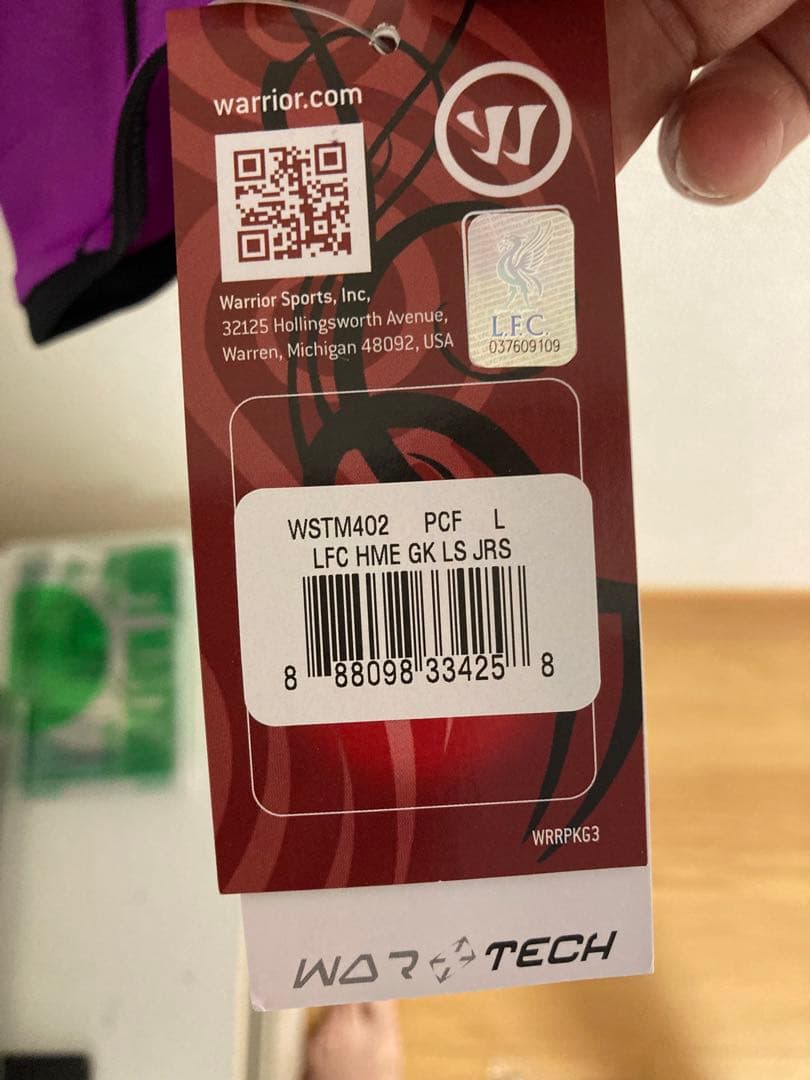 warrior.com
Warrior Sports, Inc,
32125 Hollingsworth Avenue,
Warren, Michigan 48092, USA
L.F.C.
037609109
WSTM402 PCF L
LFC HME GK LS JRS
8 88098 33425 8
WRRPKG3
WAR TECH